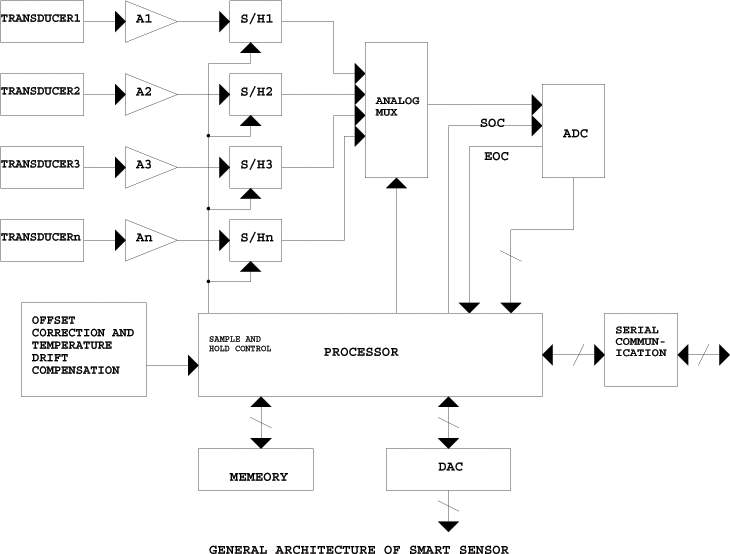 TRANSDUCER1
A1
S/H1
TRANSDUCER2
A2
S/H2
ANALOG
MUX
SOC
ADC
EOC
TRANSDUCER3
A3
S/H3
TRANSDUCERn
An
S/Hn
OFFSET
CORRECTION AND
TEMPERATURE
DRIFT
COMPENSATION
SAMPLE AND
HOLD CONTROL
PROCESSOR
SERIAL
COMMUN-
ICATION
MEMEORY
DAC
GENERAL ARCHITECTURE OF SMART SENSOR